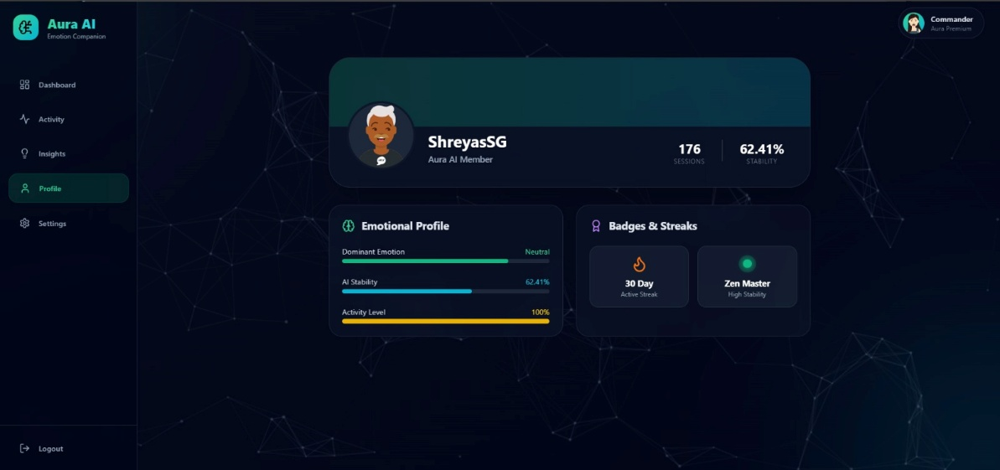 Aura AI
Emotion Companion
Commander
Aura Premium
Dashboard
Activity
Insights
Profile
Settings
Logout
ShreyasSG
Aura AI Member
176
SESSIONS
62.41%
STABILITY
Emotional Profile
Dominant Emotion Neutral
AI Stability 62.41%
Activity Level 100%
Badges & Streaks
30 Day
Active Streak
Zen Master
High Stability